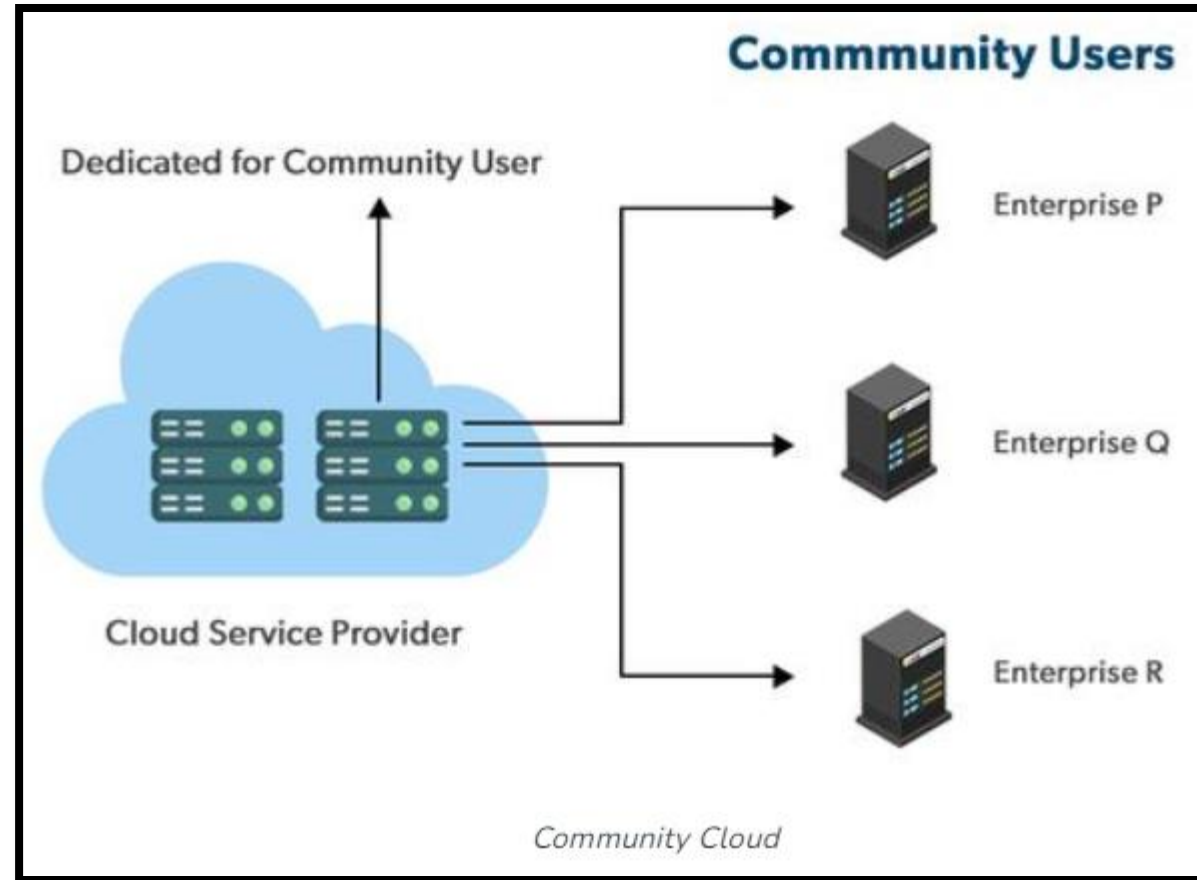 Commmunity Users
Dedicated for Community User
Enterprise P
Enterprise Q
Cloud Service Provider
Enterprise R
Community Cloud